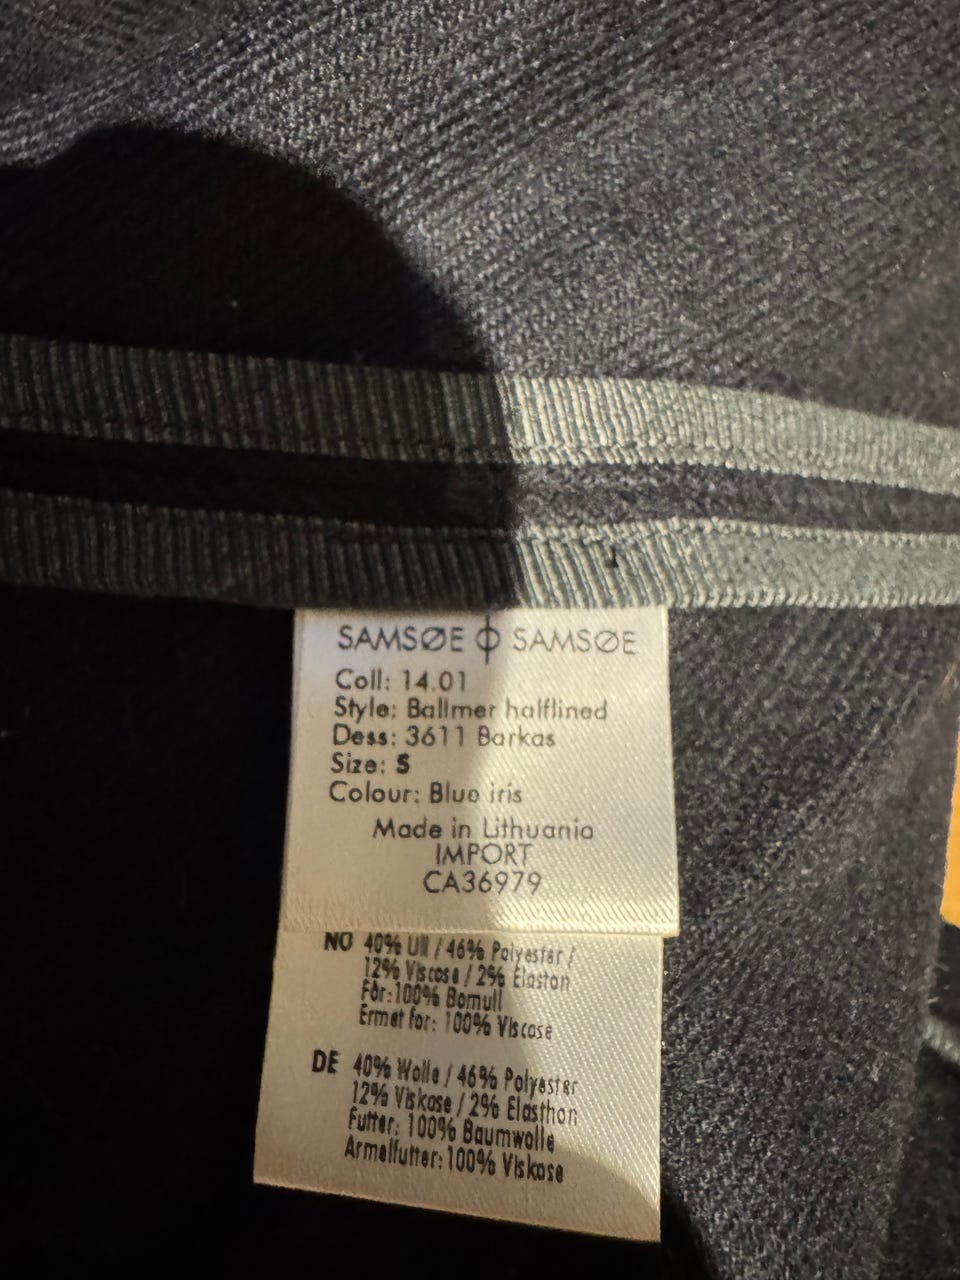 SAMSØE Φ SAMSØE
Coll: 14.01
Style: Ballmer halflined
Dess: 3611 Barkas
Size: S
Colour: Blue iris
Made in Lithuania
IMPORT
CA36979
NO 40% Ull / 46% Polyester /
12% Viscose / 2% Elastan
Fôr: 100% Bomull
Ermet for: 100% Viscose
DE 40% Wolle / 46% Polyester
12% Viskose / 2% Elasthan
Futter: 100% Baumwolle
Armelfutter: 100% Viskose